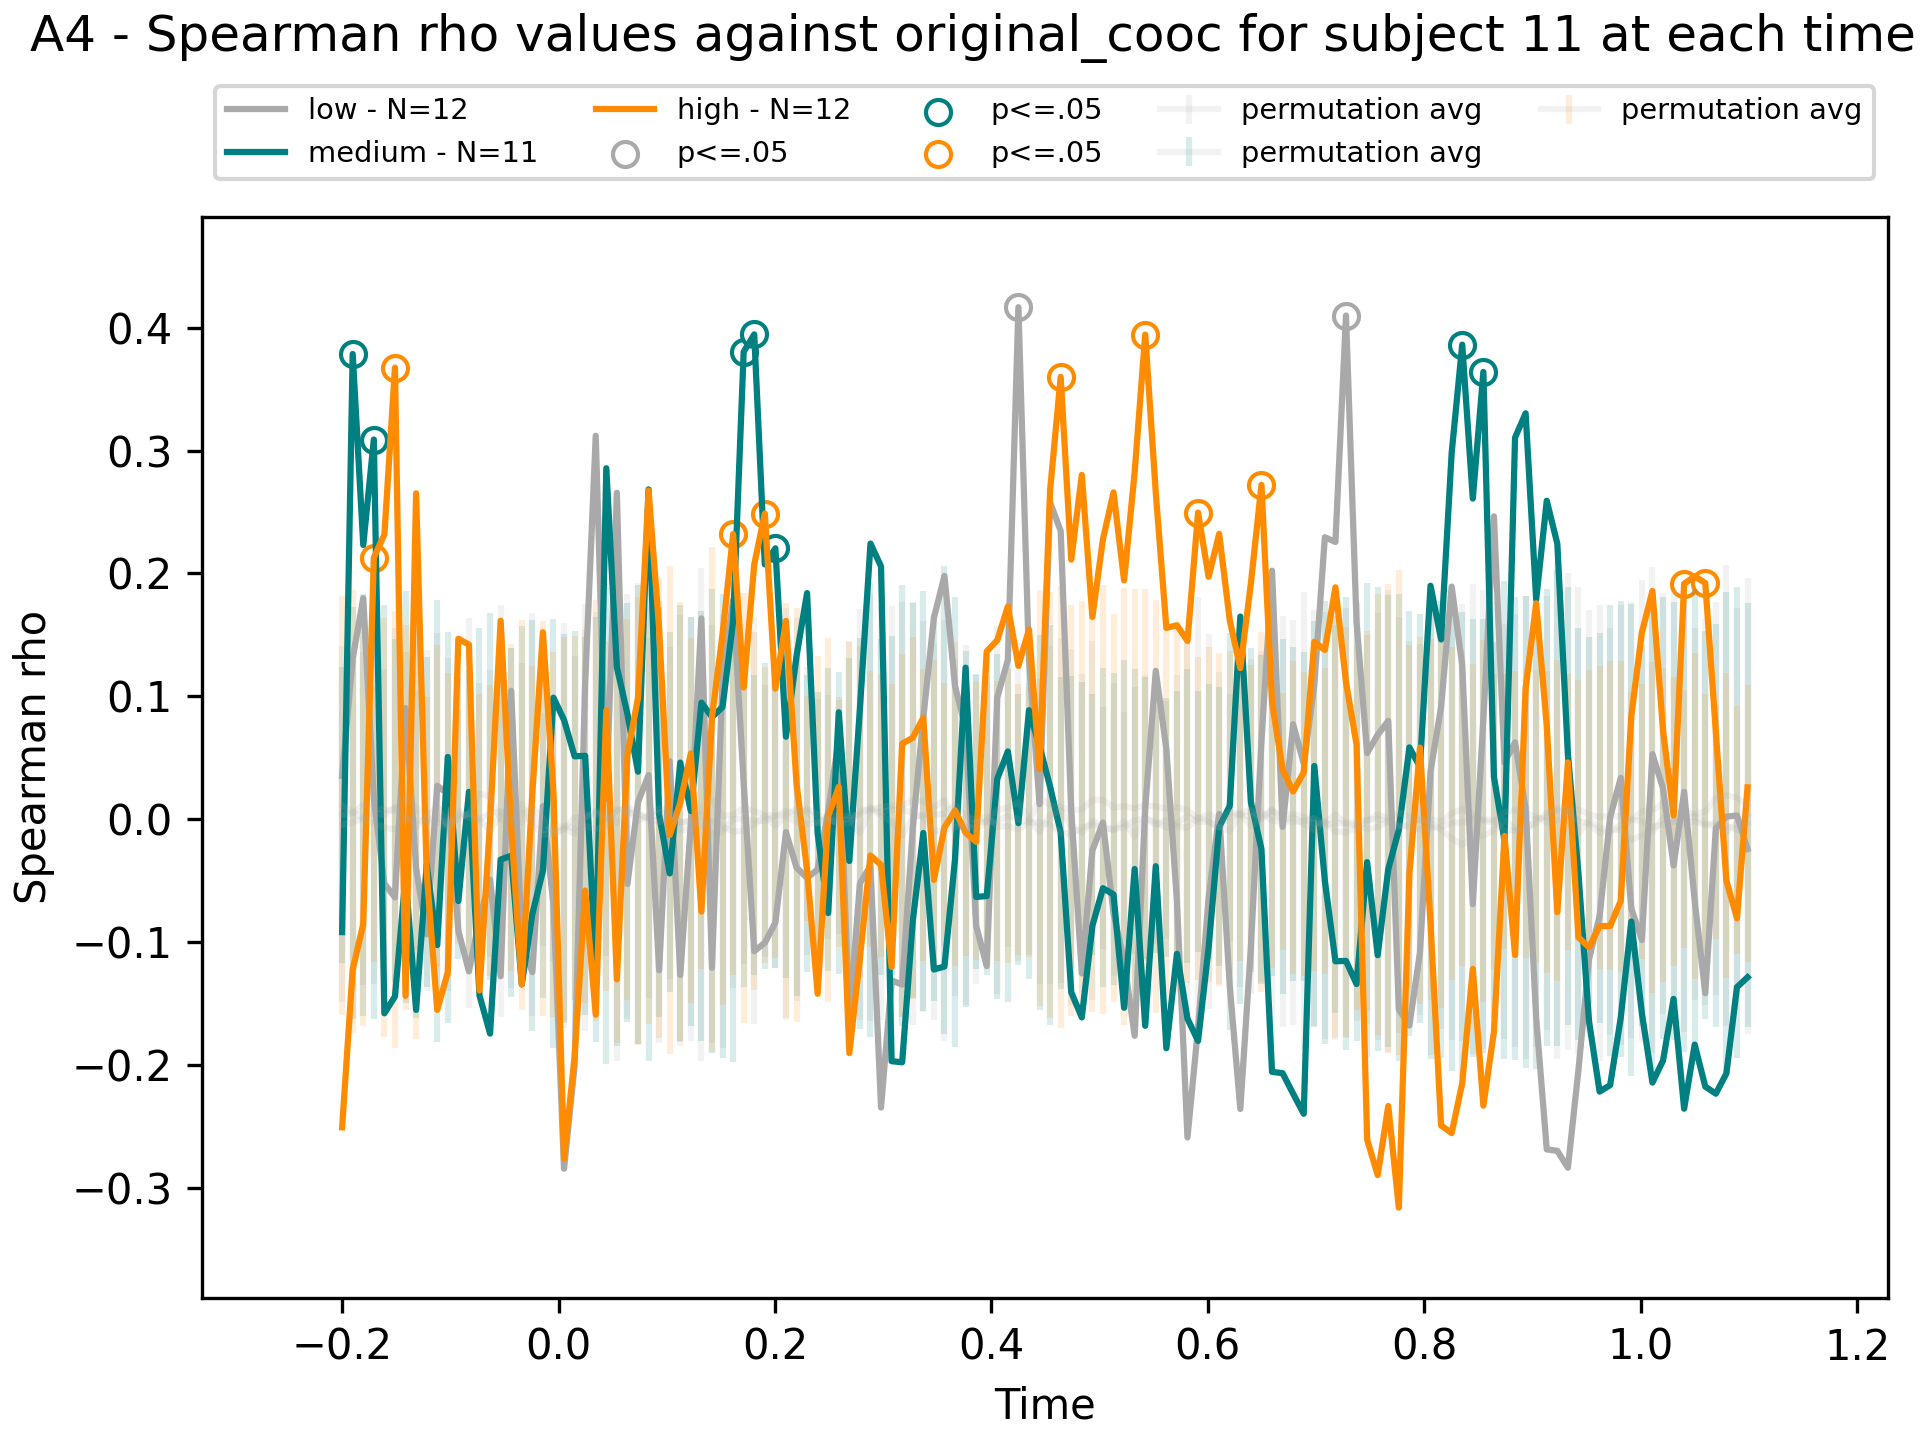 A4 - Spearman rho values against original_cooc for subject 11 at each time
low - N=12 high - N=12 p<=.05 permutation avg permutation avg
medium - N=11 p<=.05 p<=.05 permutation avg
Spearman rho
0.4
0.3
0.2
0.1
0.0
−0.1
−0.2
−0.3
−0.2 0.0 0.2 0.4 0.6 0.8 1.0 1.2
Time